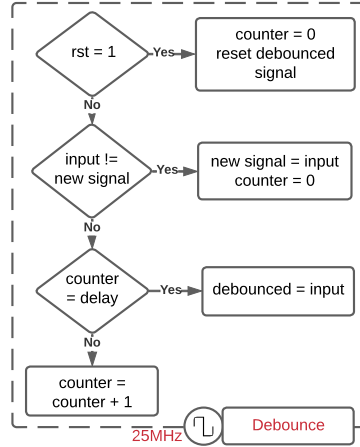 rst = 1
Yes
counter = 0
reset debounced
signal
No
input !=
new signal
Yes
new signal = input
counter = 0
No
counter
= delay
Yes
debounced = input
No
counter =
counter + 1
25MHz
Debounce